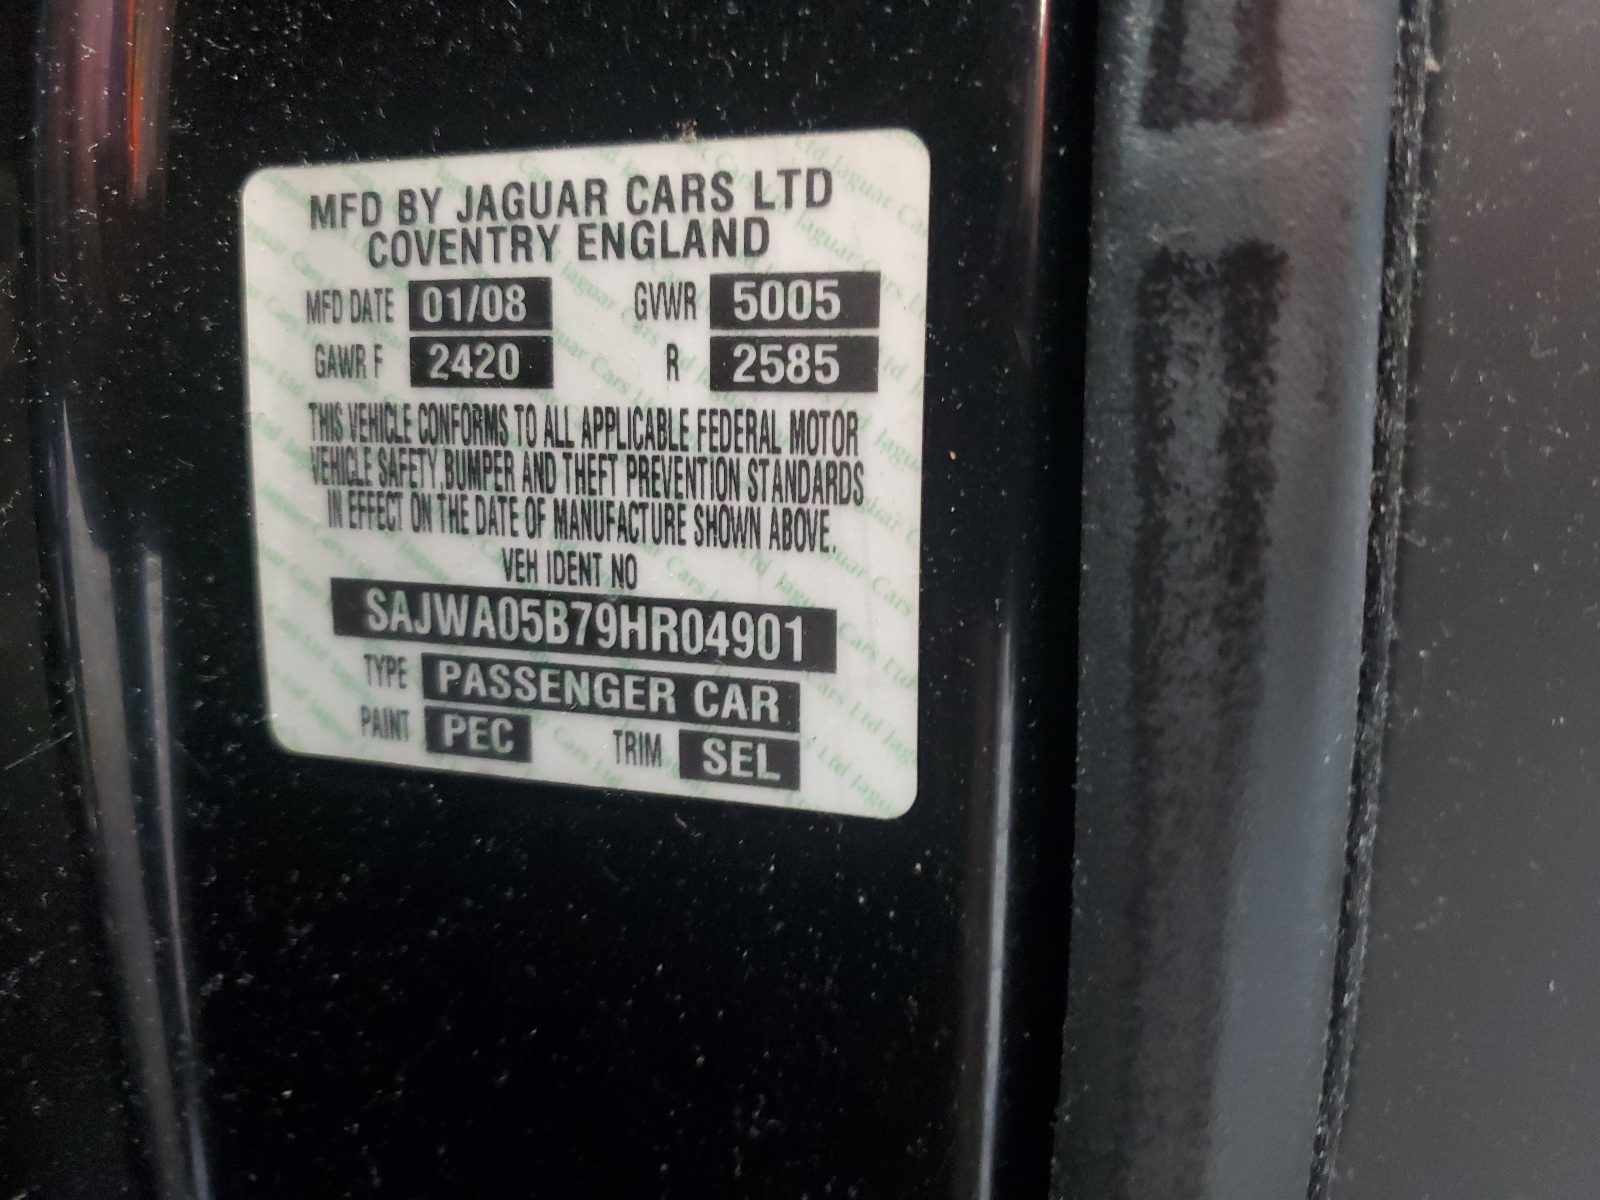 MFD BY JAGUAR CARS LTD
COVENTRY ENGLAND
MFD DATE 01/08 GVWR 5005
GAWR F 2420 R 2585
THIS VEHICLE CONFORMS TO ALL APPLICABLE FEDERAL MOTOR
VEHICLE SAFETY, BUMPER AND THEFT PREVENTION STANDARDS
IN EFFECT ON THE DATE OF MANUFACTURE SHOWN ABOVE.
VEH IDENT NO
SAJWA05B79HR04901
TYPE PASSENGER CAR
PAINT PEC TRIM SEL